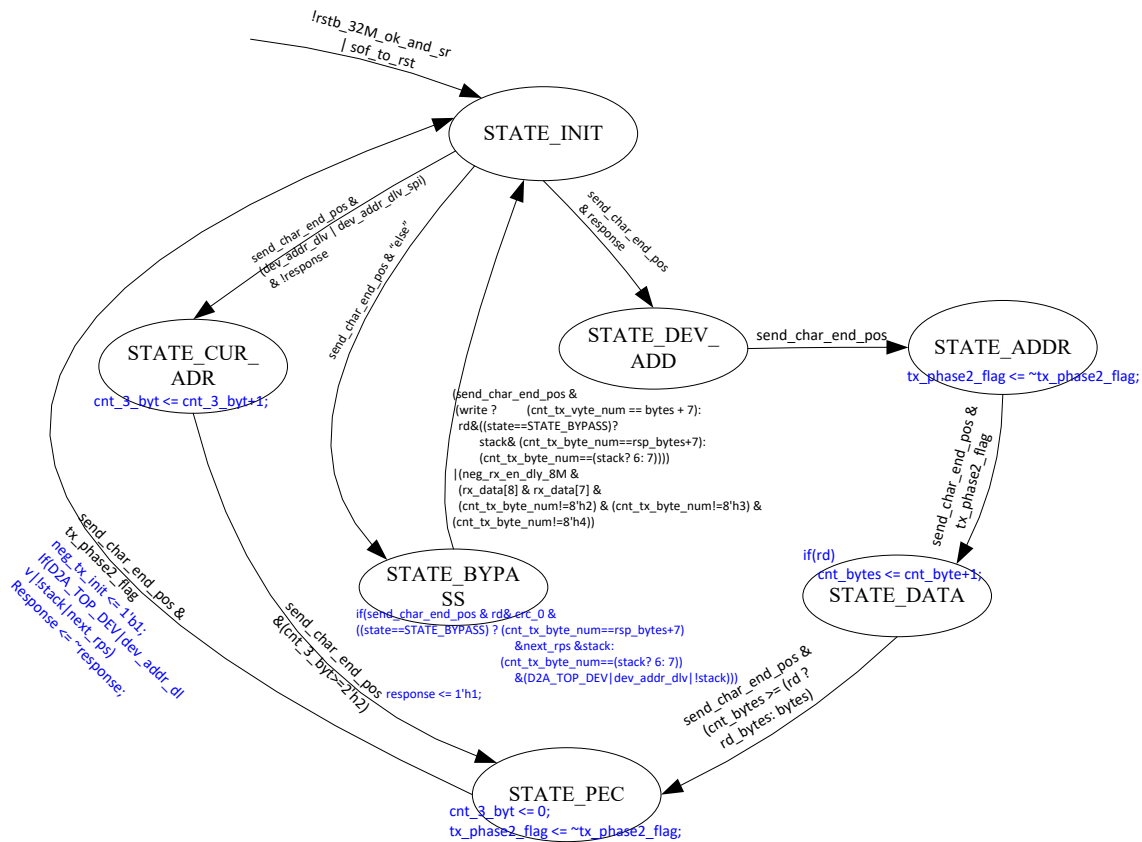 !rstb_32M_ok_and_sr
| sof_to_rst
STATE_INIT
send_char_end_pos &
(dev_addr_dlv | dev_addr_dlv_spi)
& !response
send_char_end_pos & “else”
send_char_end_pos
& response
STATE_CUR_
ADR
cnt_3_byt <= cnt_3_byt+1;
STATE_DEV_
ADD
send_char_end_pos
STATE_ADDR
tx_phase2_flag <= ~tx_phase2_flag;
(send_char_end_pos &
(write ? (cnt_tx_vyte_num == bytes + 7):
rd&((state==STATE_BYPASS)?
stack& (cnt_tx_byte_num==rsp_bytes+7):
(cnt_tx_byte_num==(stack? 6: 7))))
|(neg_rx_en_dly_8M &
(rx_data[8] & rx_data[7] &
(cnt_tx_byte_num!=8'h2) & (cnt_tx_byte_num!=8'h3) &
(cnt_tx_byte_num!=8'h4))
send_char_end_pos &
tx_phase2_flag
STATE_BYPA
SS
if(send_char_end_pos & rd& crc_0 &
((state==STATE_BYPASS) ? (cnt_tx_byte_num==rsp_bytes+7)
&next_rps &stack:
(cnt_tx_byte_num==(stack? 6: 7))
&(D2A_TOP_DEV|dev_addr_dlv|!stack)))
if(rd)
cnt_bytes <= cnt_byte+1;
STATE_DATA
send_char_end_pos &
tx_phase2_flag
neg_tx_init <= 1'b1;
If(D2A_TOP_DEV|dev_addr_dl
v|!stack|next_rps)
Response <= ~response;
send_char_end_pos
&(cnt_3_byt>=2'h2)
response <= 1'h1;
send_char_end_pos &
(cnt_bytes >= (rd ?
rd_bytes: bytes)
STATE_PEC
cnt_3_byt <= 0;
tx_phase2_flag <= ~tx_phase2_flag;